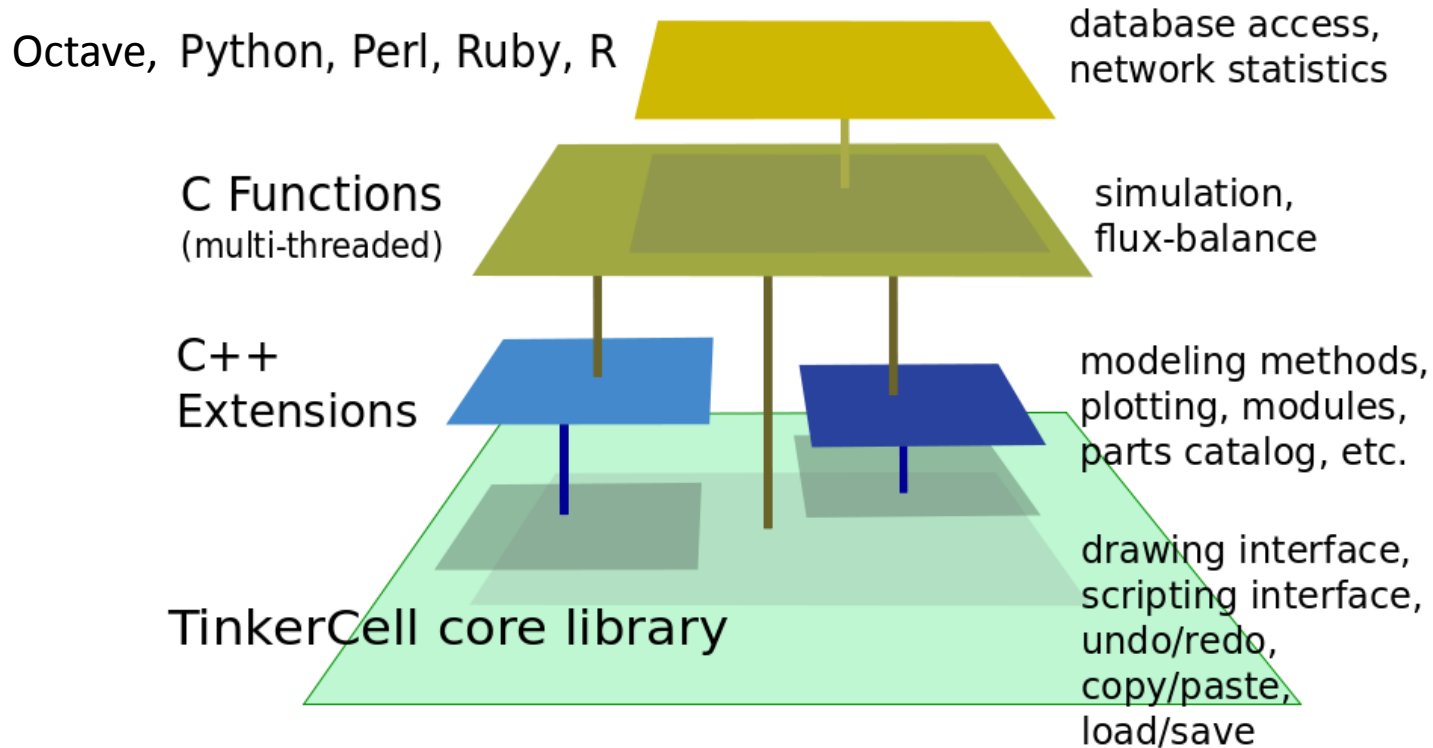 Octave, Python, Perl, Ruby, R
database access,
network statistics
C Functions
(multi-threaded)
simulation,
flux-balance
C++
Extensions
modeling methods,
plotting, modules,
parts catalog, etc.
TinkerCell core library
drawing interface,
scripting interface,
undo/redo,
copy/paste,
load/save